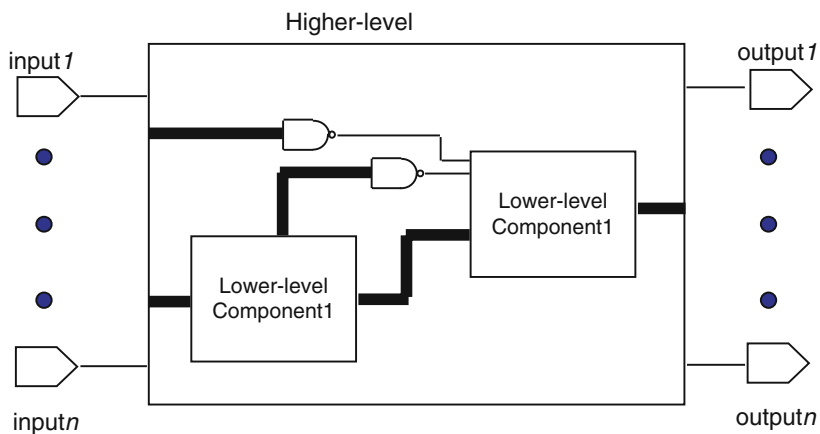 Higher-level
input1
output1
Lower-level
Component1
Lower-level
Component1
inputn
outputn